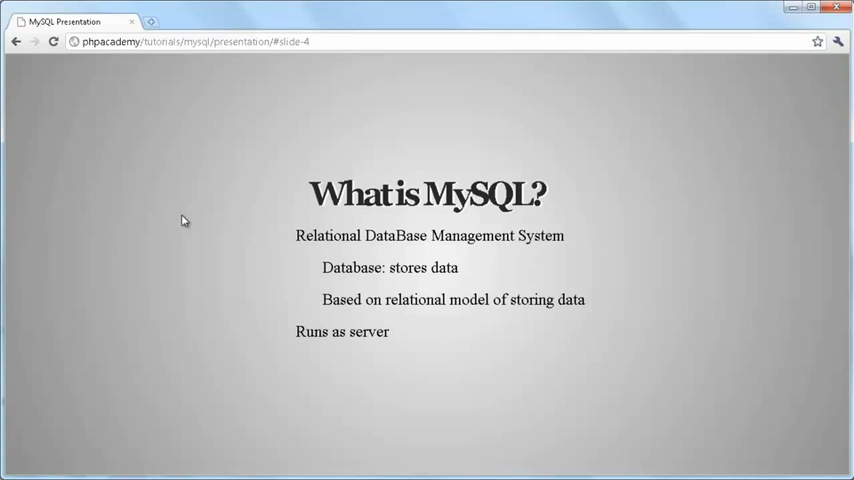 MySQL Presentation
phpacademy/tutorials/mysql/presentation/#slide-4
What is MySQL?
Relational DataBase Management System
Database: stores data
Based on relational model of storing data
Runs as server